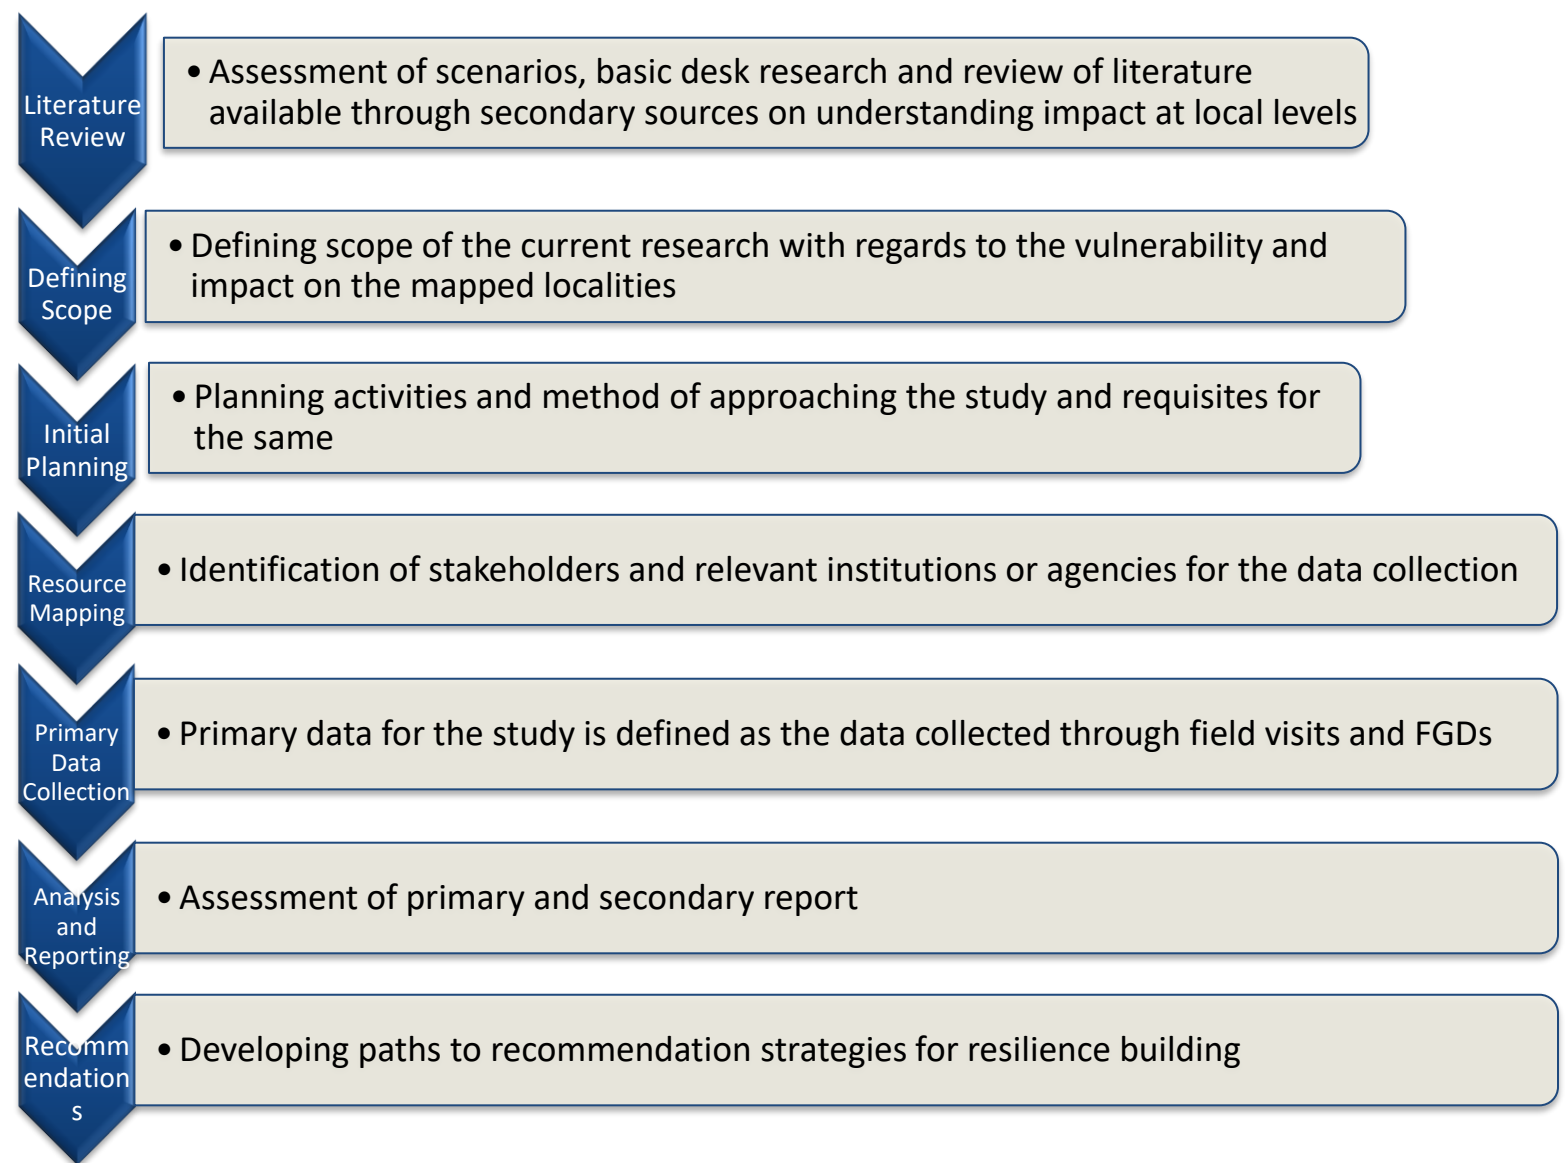 Literature
Review
• Assessment of scenarios, basic desk research and review of literature
available through secondary sources on understanding impact at local levels
Defining
Scope
• Defining scope of the current research with regards to the vulnerability and
impact on the mapped localities
Initial
Planning
• Planning activities and method of approaching the study and requisites for
the same
Resource
Mapping
• Identification of stakeholders and relevant institutions or agencies for the data collection
Primary
Data
Collection
• Primary data for the study is defined as the data collected through field visits and FGDs
Analysis
and
Reporting
• Assessment of primary and secondary report
Recomm
endation
s
• Developing paths to recommendation strategies for resilience building